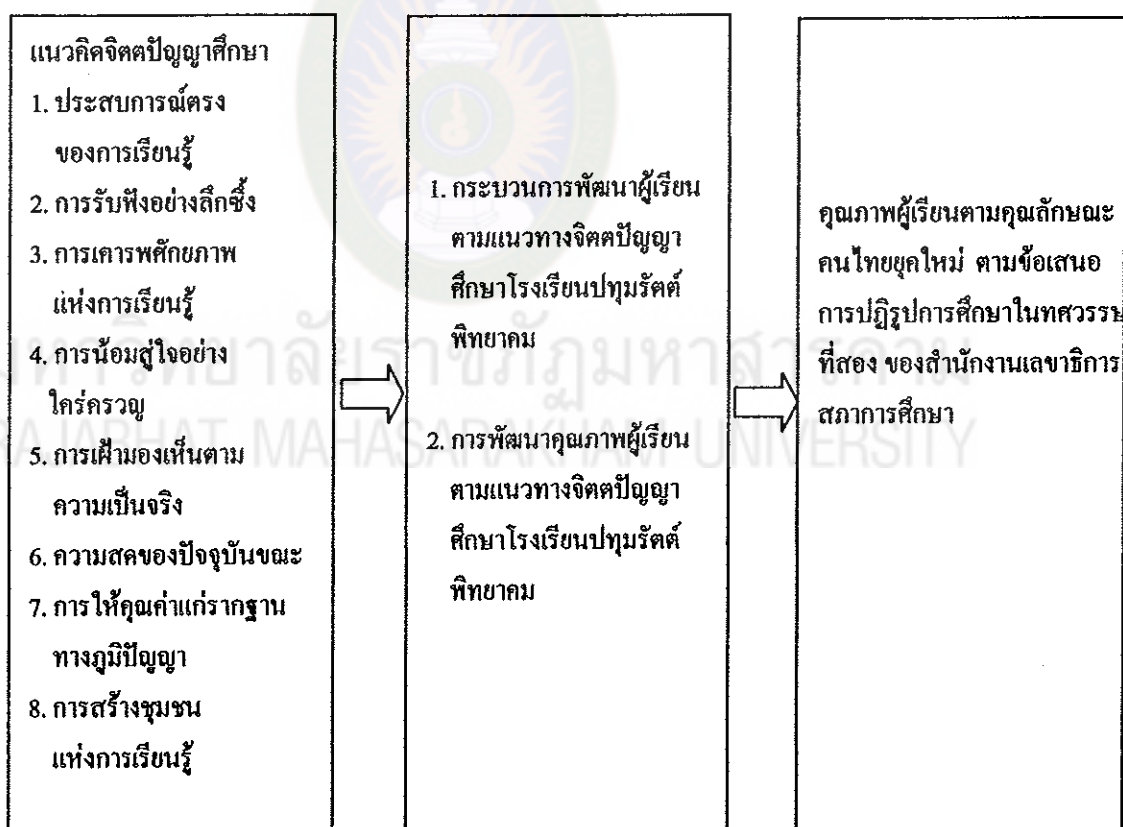 แนวคิดจิตตปัญญาศึกษา
1. ประสบการณ์ตรง
ของการเรียนรู้
2. การรับฟังอย่างลึกซึ้ง
3. การเคารพศักยภาพ
แห่งการเรียนรู้
4. การน้อมสู่ใจอย่าง
ใคร่ครวญ
5. การเฝ้ามองเห็นตาม
ความเป็นจริง
6. ความสดของปัจจุบันขณะ
7. การให้คุณค่าแก่รากฐาน
ทางภูมิปัญญา
8. การสร้างชุมชน
แห่งการเรียนรู้
1. กระบวนการพัฒนาผู้เรียน
ตามแนวทางจิตตปัญญา
ศึกษาโรงเรียนปทุมรัตต์
พิทยาคม
2. การพัฒนาคุณภาพผู้เรียน
ตามแนวทางจิตตปัญญา
ศึกษาโรงเรียนปทุมรัตต์
พิทยาคม
คุณภาพผู้เรียนตามคุณลักษณะ
คนไทยยุคใหม่ ตามข้อเสนอ
การปฏิรูปการศึกษาในทศวรรษ
ที่สอง ของสำนักงานเลขาธิการ
สภาการศึกษา
มหาวิทยาลัยราชภัฏมหาสารคาม
RAJABHAT MAHASARAKHAM UNIVERSITY